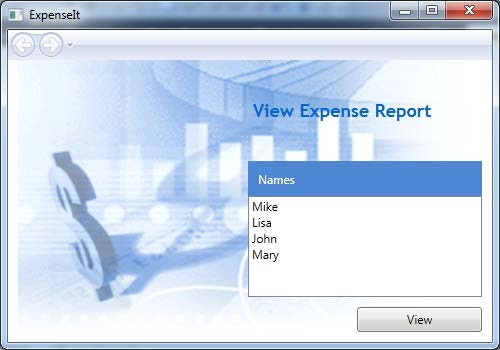 ExpenseIt
View Expense Report
Names
Mike
Lisa
John
Mary
View